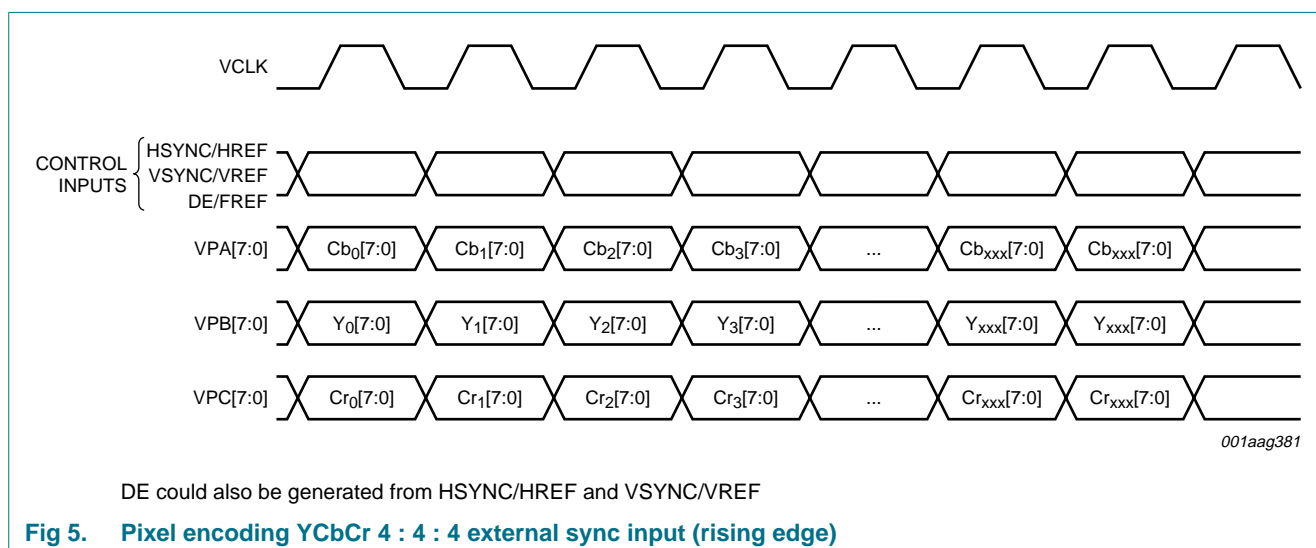 VCLK
CONTROL INPUTS
HSYNC/HREF
VSYNC/VREF
DE/FREF
VPA[7:0] Cb0[7:0] Cb1[7:0] Cb2[7:0] Cb3[7:0] ... Cbxxx[7:0] Cbxxx[7:0]
VPB[7:0] Y0[7:0] Y1[7:0] Y2[7:0] Y3[7:0] ... Yxxx[7:0] Yxxx[7:0]
VPC[7:0] Cr0[7:0] Cr1[7:0] Cr2[7:0] Cr3[7:0] ... Crxxx[7:0] Crxxx[7:0]
001aag381
DE could also be generated from HSYNC/HREF and VSYNC/VREF
Fig 5. Pixel encoding YCbCr 4 : 4 : 4 external sync input (rising edge)